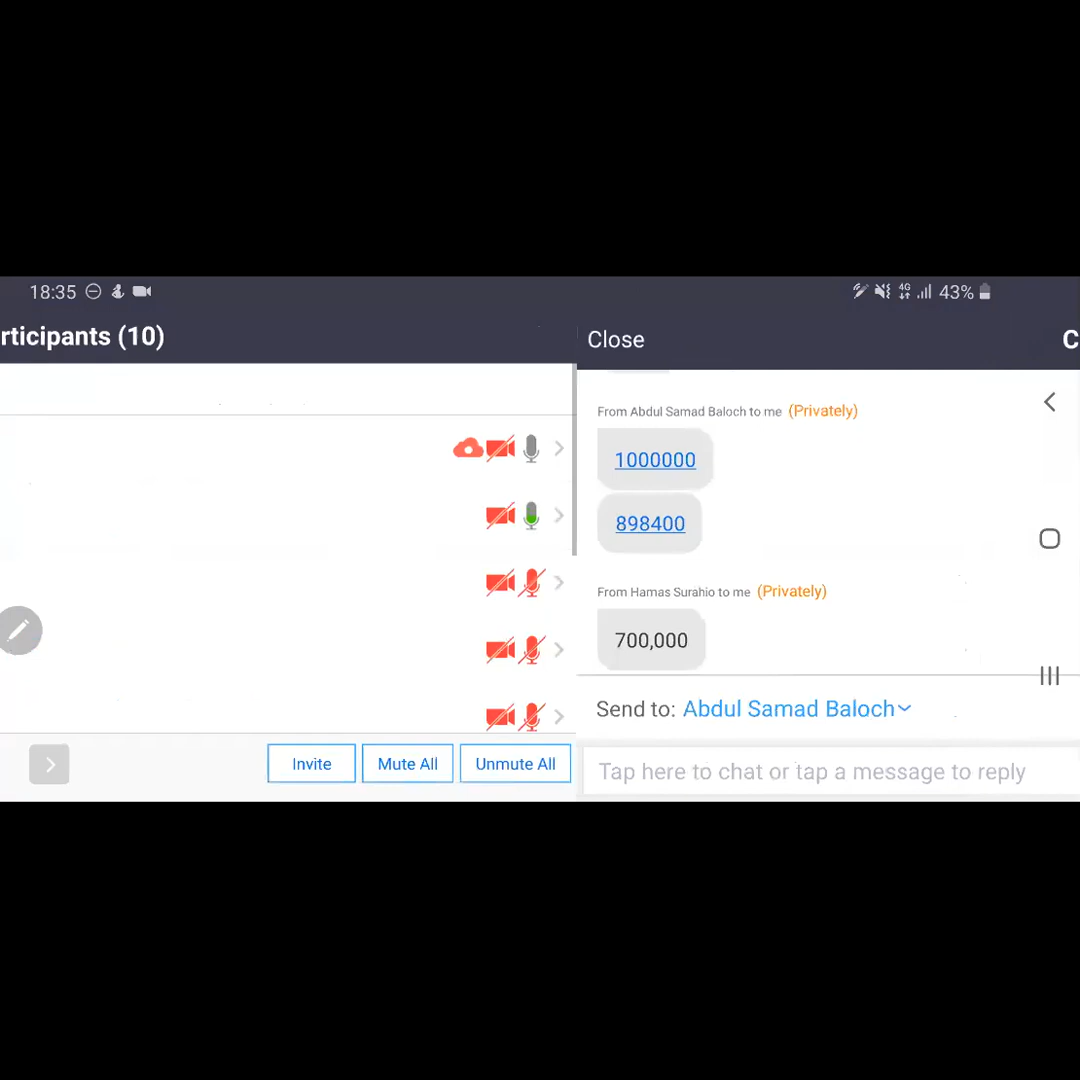 18:35
4G
43%
rticipants (10)
Close
C
From Abdul Samad Baloch to me (Privately)
1000000
898400
From Hamas Surahio to me (Privately)
700,000
Send to: Abdul Samad Baloch
Invite
Mute All
Unmute All
Tap here to chat or tap a message to reply